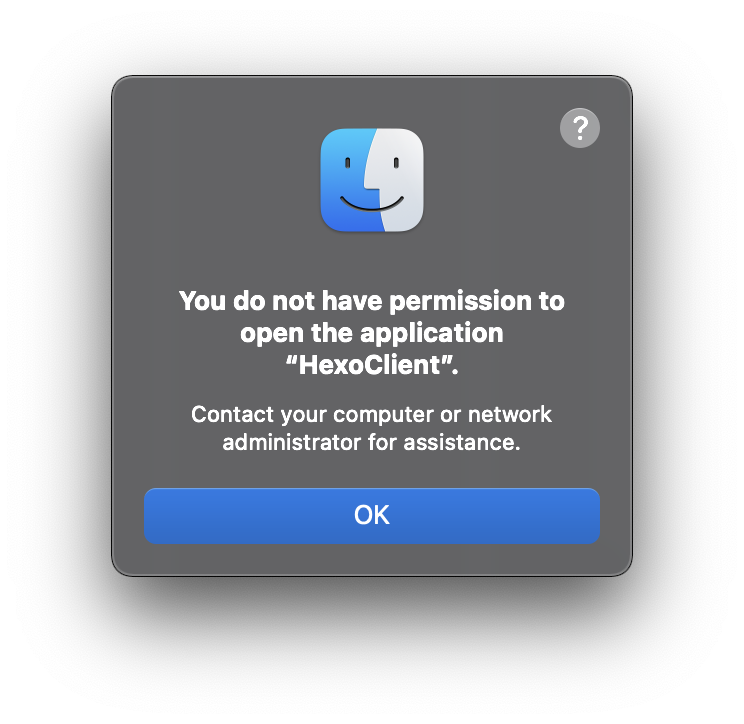 ?
You do not have permission to
open the application
“HexoClient”.
Contact your computer or network
administrator for assistance.
OK